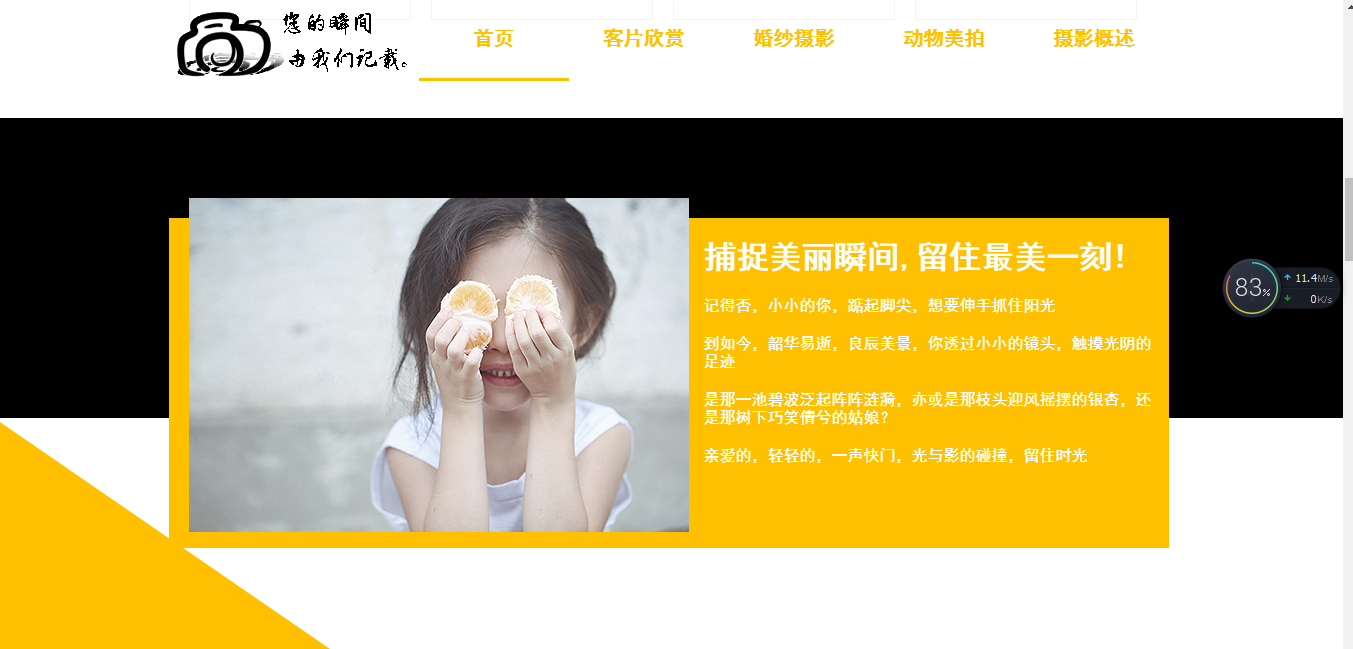 您的瞬间
由我们记载。
首页
客片欣赏
婚纱摄影
动物美拍
摄影概述
捕捉美丽瞬间,留住最美一刻!
记得否，小小的你，踮起脚尖，想要伸手抓住阳光
到如今，韶华易逝，良辰美景，你透过小小的镜头，触摸光阴的
足迹
是那一池碧波泛起阵阵涟漪，亦或是那枝头迎风摇摆的银杏，还
是那树下巧笑倩兮的姑娘？
亲爱的，轻轻的，一声快门，光与影的碰撞，留住时光
83%
11.4M/s
0K/s